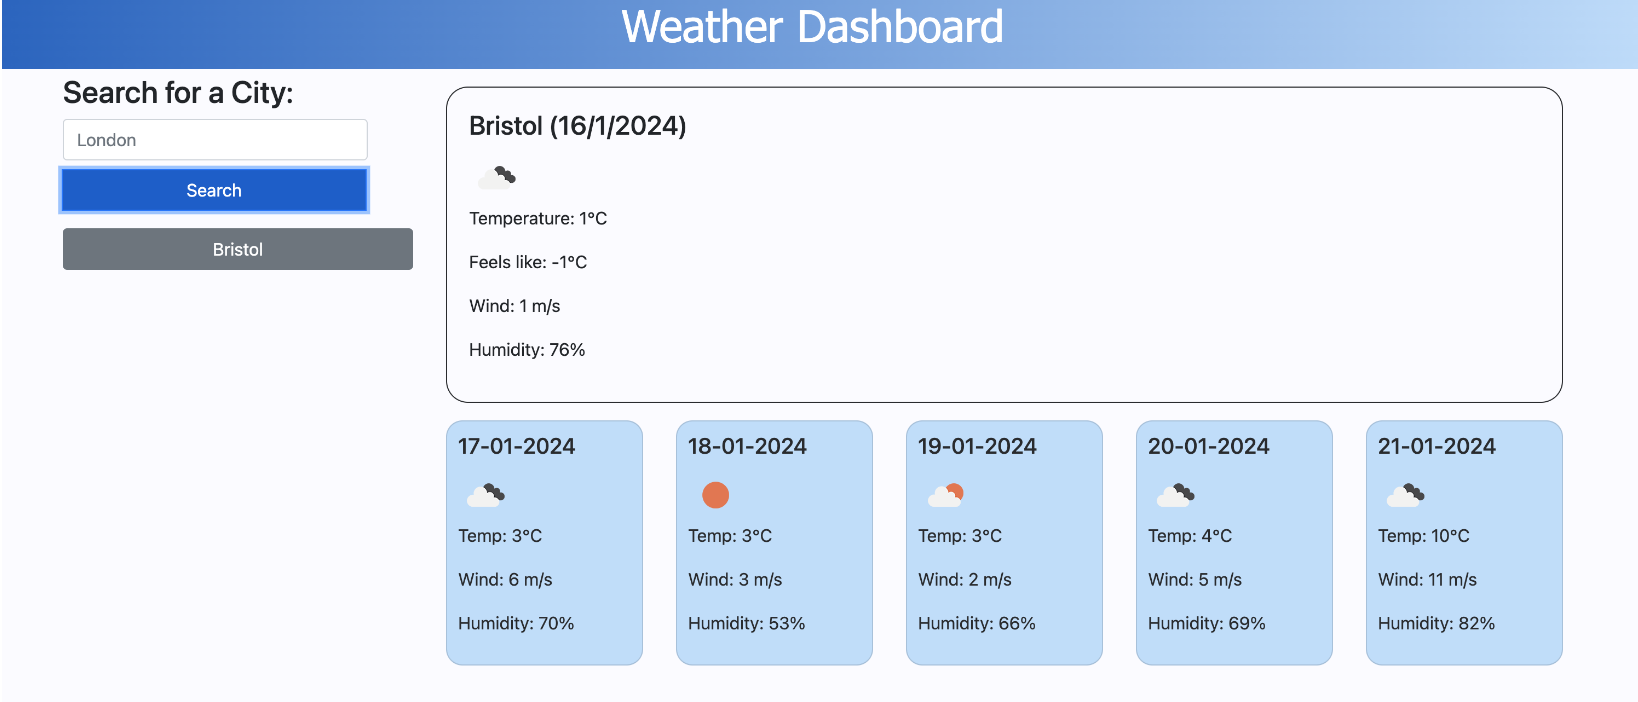 Weather Dashboard
Search for a City:
London
Search
Bristol
Bristol (16/1/2024)
Temperature: 1°C
Feels like: -1°C
Wind: 1 m/s
Humidity: 76%
17-01-2024
Temp: 3°C
Wind: 6 m/s
Humidity: 70%
18-01-2024
Temp: 3°C
Wind: 3 m/s
Humidity: 53%
19-01-2024
Temp: 3°C
Wind: 2 m/s
Humidity: 66%
20-01-2024
Temp: 4°C
Wind: 5 m/s
Humidity: 69%
21-01-2024
Temp: 10°C
Wind: 11 m/s
Humidity: 82%